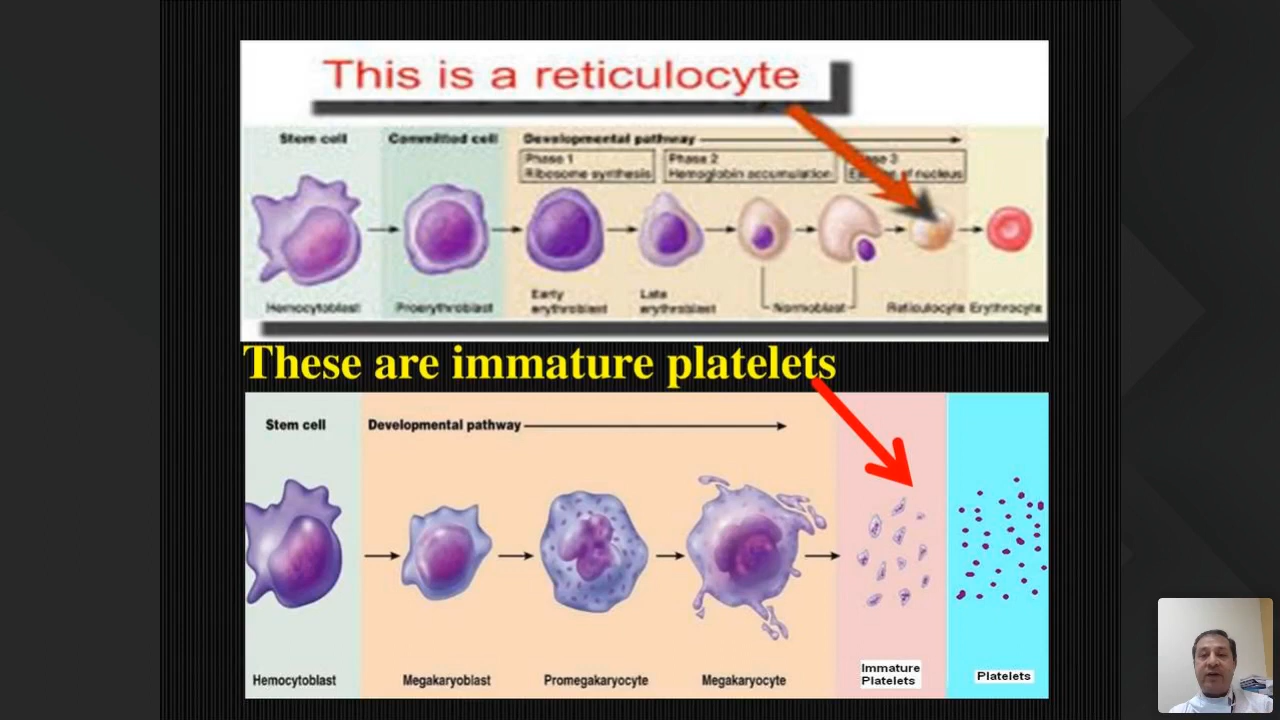 This is a reticulocyte
Stem cell
Committed cell
Developmental pathway
Phase 1
Ribosome synthesis
Phase 2
Hemoglobin accumulation
3
of nucleus
Hemocytoblast
Proerythroblast
Early
erythroblast
Late
erythroblast
Normoblast
Reticulocyte
Erythrocyte
These are immature platelets
Stem cell
Developmental pathway
Hemocytoblast
Megakaryoblast
Promegakaryocyte
Megakaryocyte
Immature
Platelets
Platelets